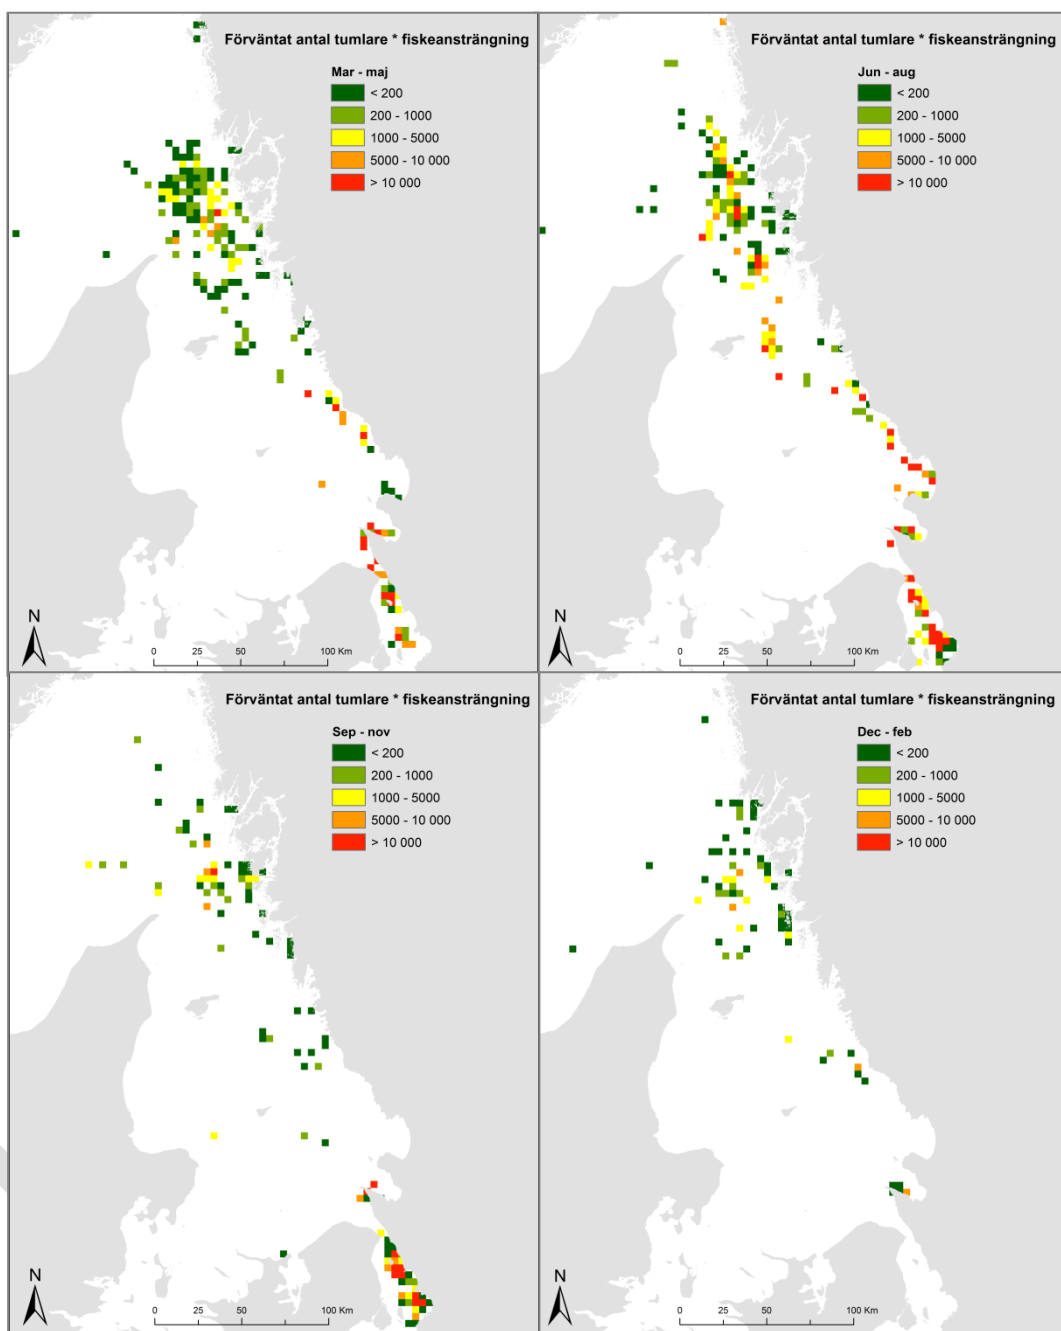 Förväntat antal tumlare * fiskeansträngning
Mar - maj
< 200
200 - 1000
1000 - 5000
5000 - 10 000
> 10 000
N
0 25 50 100 Km
Förväntat antal tumlare * fiskeansträngning
Jun - aug
< 200
200 - 1000
1000 - 5000
5000 - 10 000
> 10 000
N
0 25 50 100 Km
Förväntat antal tumlare * fiskeansträngning
Sep - nov
< 200
200 - 1000
1000 - 5000
5000 - 10 000
> 10 000
N
0 25 50 100 Km
Förväntat antal tumlare * fiskeansträngning
Dec - feb
< 200
200 - 1000
1000 - 5000
5000 - 10 000
> 10 000
N
0 25 50 100 Km